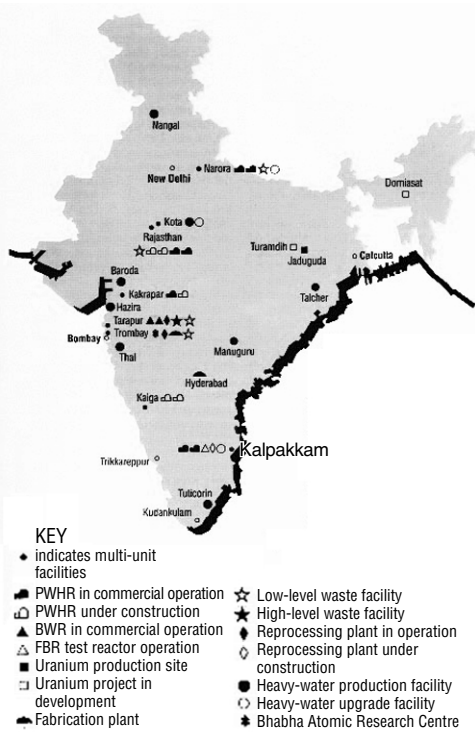 Nangal
New Delhi
Narora
Domiasat
Kota
Rajasthan
Turamdih
Jaduguda
Calcutta
Baroda
Kakrapar
Hazira
Talcher
Tarapur
Bombay
Trombay
Thal
Manuguru
Hyderabad
Kaiga
Kalpakkam
Trikkareppur
Tuticorin
Kudankulam
KEY
indicates multi-unit
facilities
PWHR in commercial operation
PWHR under construction
BWR in commercial operation
FBR test reactor operation
Uranium production site
Uranium project in
development
Fabrication plant
Low-level waste facility
High-level waste facility
Reprocessing plant in operation
Reprocessing plant under
construction
Heavy-water production facility
Heavy-water upgrade facility
Bhabha Atomic Research Centre